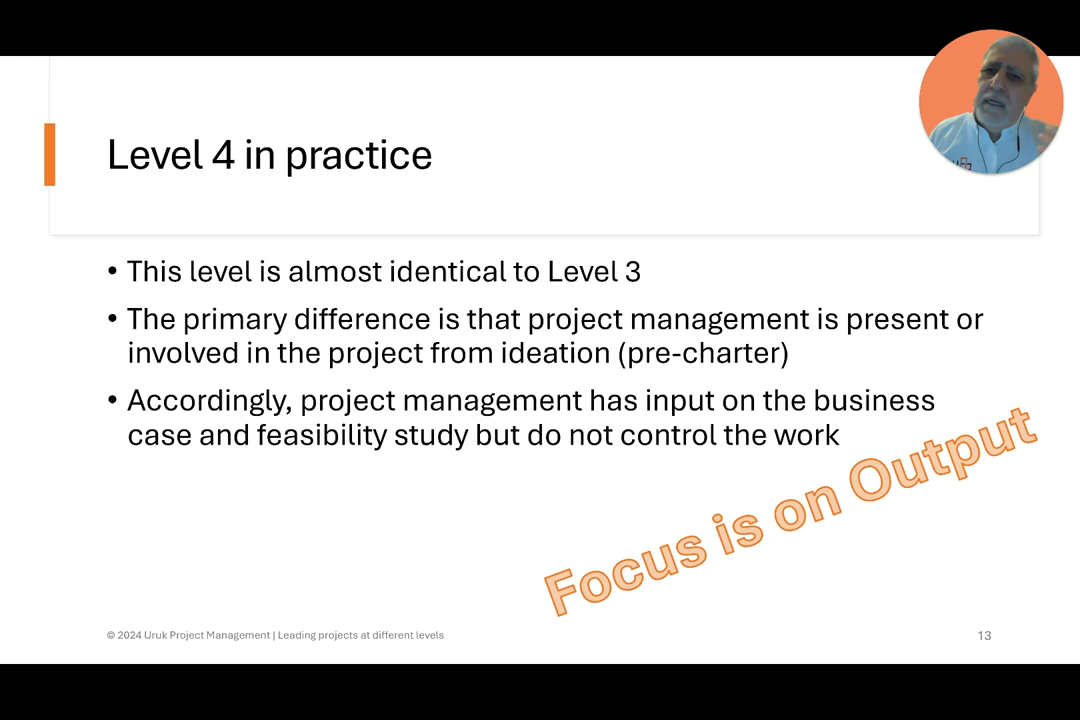 Level 4 in practice
• This level is almost identical to Level 3
• The primary difference is that project management is present or
involved in the project from ideation (pre-charter)
• Accordingly, project management has input on the business
case and feasibility study but do not control the work
Focus is on Output
© 2024 Uruk Project Management | Leading projects at different levels
13